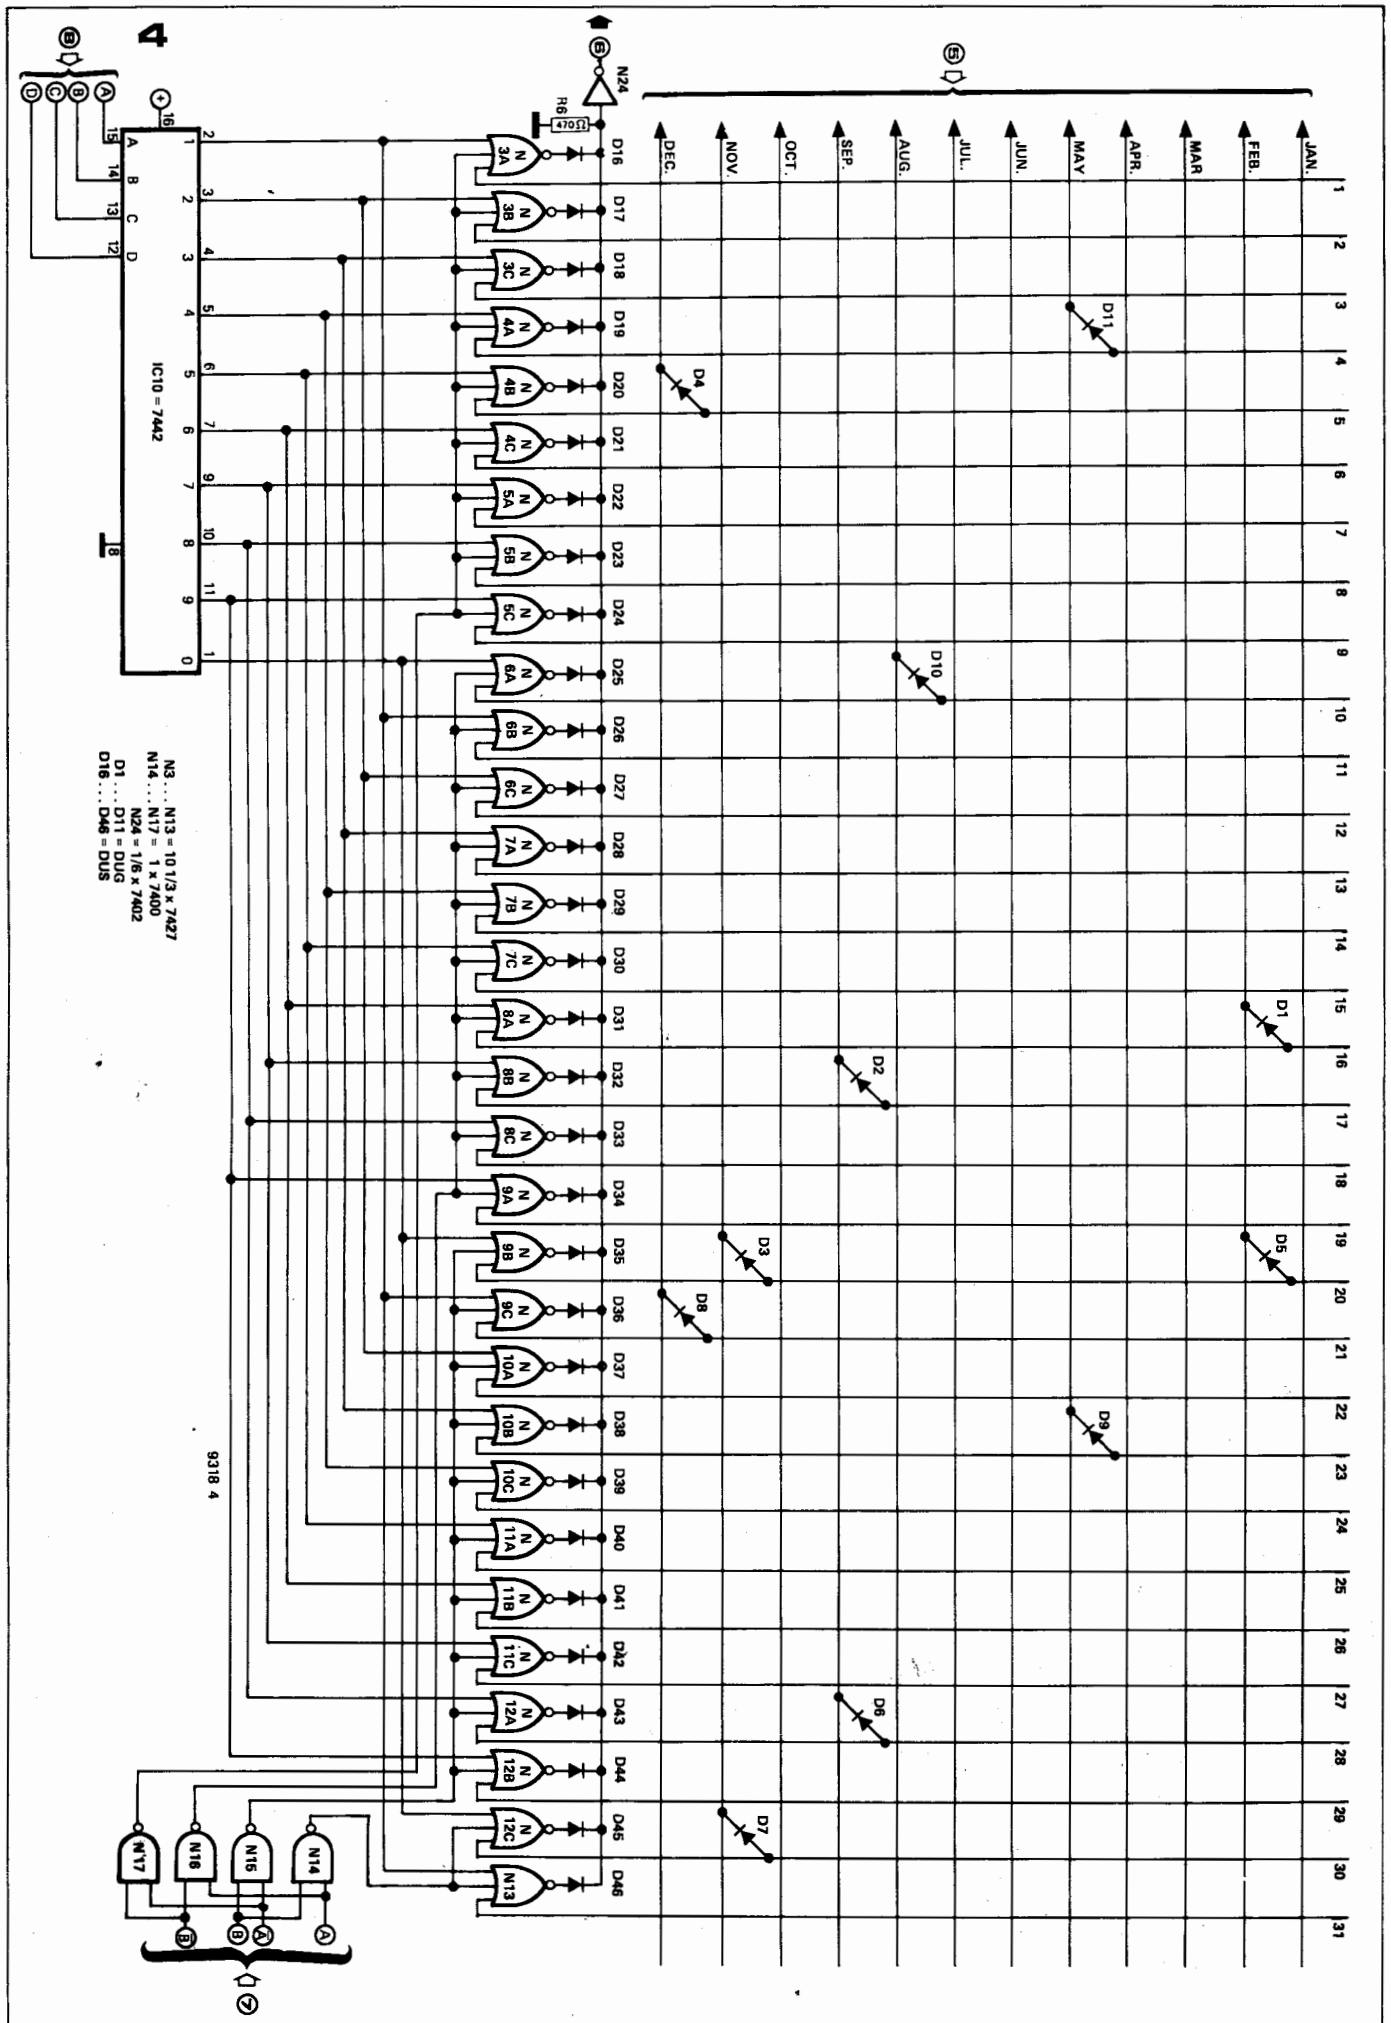 4
5
JAN.
FEB.
MAR
APR.
MAY
JUN.
JUL.
AUG.
SEP.
OCT.
NOV.
DEC.
1 2 3 4 5 6 7 8 9 10 11 12 13 14 15 16 17 18 19 20 21 22 23 24 25 26 27 28 29 30 31
D11
D4
D10
D1
D2
D3
D5
D8
D9
D6
D7
6
N24
R6
470Ω
D16 D17 D18 D19 D20 D21 D22 D23 D24 D25 D26 D27 D28 D29 D30 D31 D32 D33 D34 D35 D36 D37 D38 D39 D40 D41 D42 D43 D44 D45 D46
N 3A
N 3B
N 3C
N 4A
N 4B
N 4C
N 5A
N 5B
N 5C
N 6A
N 6B
N 6C
N 7A
N 7B
N 7C
N 8A
N 8B
N 8C
N 9A
N 9B
N 9C
N 10A
N 10B
N 10C
N 11A
N 11B
N 11C
N 12A
N 12B
N 12C
N13
2 3 4 5 6 7 9 10 11 1
1 2 3 4 5 6 7 8 9 0
+ 16
IC10 = 7442
8
A B C D
15 14 13 12
A B C D
8
N3 . . . N13 = 10 1/3 x 7427
N14 . . . N17 = 1 x 7400
N24 = 1/6 x 7402
D1 . . . D11 = DUG
D16 . . . D46 = DUS
9318 4
N14
N15
N16
N17
A
A̅
B
B̅
7